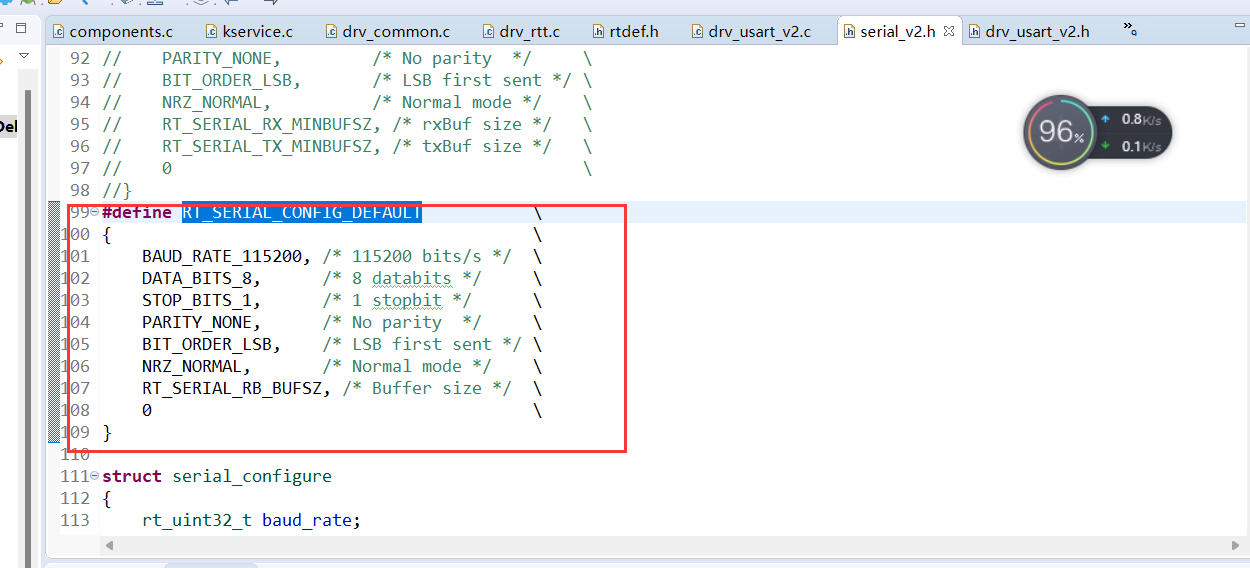 components.c kservice.c drv_common.c drv_rtt.c rtdef.h drv_usart_v2.c serial_v2.h drv_usart_v2.h
92 // PARITY_NONE, /* No parity */ \
93 // BIT_ORDER_LSB, /* LSB first sent */ \
94 // NRZ_NORMAL, /* Normal mode */ \
95 // RT_SERIAL_RX_MINBUFSZ, /* rxBuf size */ \
96 // RT_SERIAL_TX_MINBUFSZ, /* txBuf size */ \
97 // 0 \
98 //}
99 #define RT_SERIAL_CONFIG_DEFAULT \
100 { \
101 BAUD_RATE_115200, /* 115200 bits/s */ \
102 DATA_BITS_8, /* 8 databits */ \
103 STOP_BITS_1, /* 1 stopbit */ \
104 PARITY_NONE, /* No parity */ \
105 BIT_ORDER_LSB, /* LSB first sent */ \
106 NRZ_NORMAL, /* Normal mode */ \
107 RT_SERIAL_RB_BUFSZ, /* Buffer size */ \
108 0 \
109 }
110
111 struct serial_configure
112 {
113 rt_uint32_t baud_rate;
96%
0.8K/s
0.1K/s